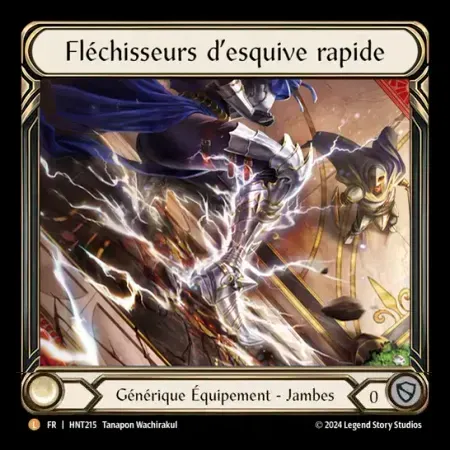 Fléchisseurs d'esquive rapide
Générique Équipement - Jambes
0
L FR | HNT215 Tanapon Wachirakul
© 2024 Legend Story Studios